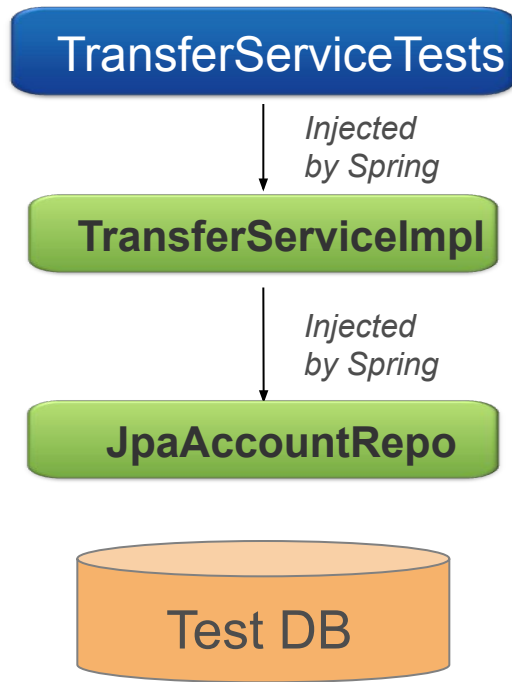 TransferServiceTests
Injected
by Spring
TransferServiceImpl
Injected
by Spring
JpaAccountRepo
Test DB